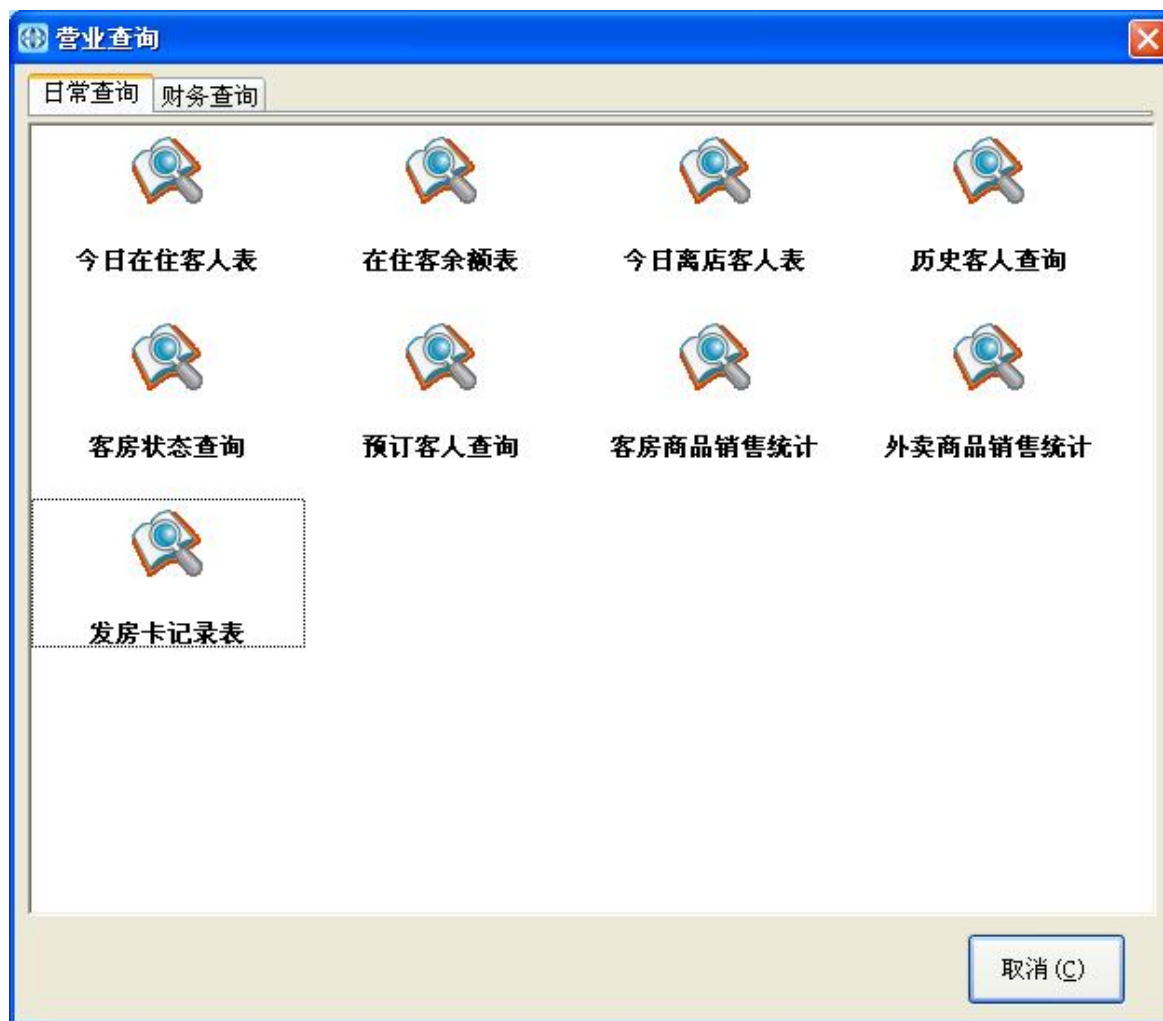 营业查询
日常查询 财务查询
今日在住客人表 在住客余额表 今日离店客人表 历史客人查询
客房状态查询 预订客人查询 客房商品销售统计 外卖商品销售统计
发房卡记录表
取消(C)